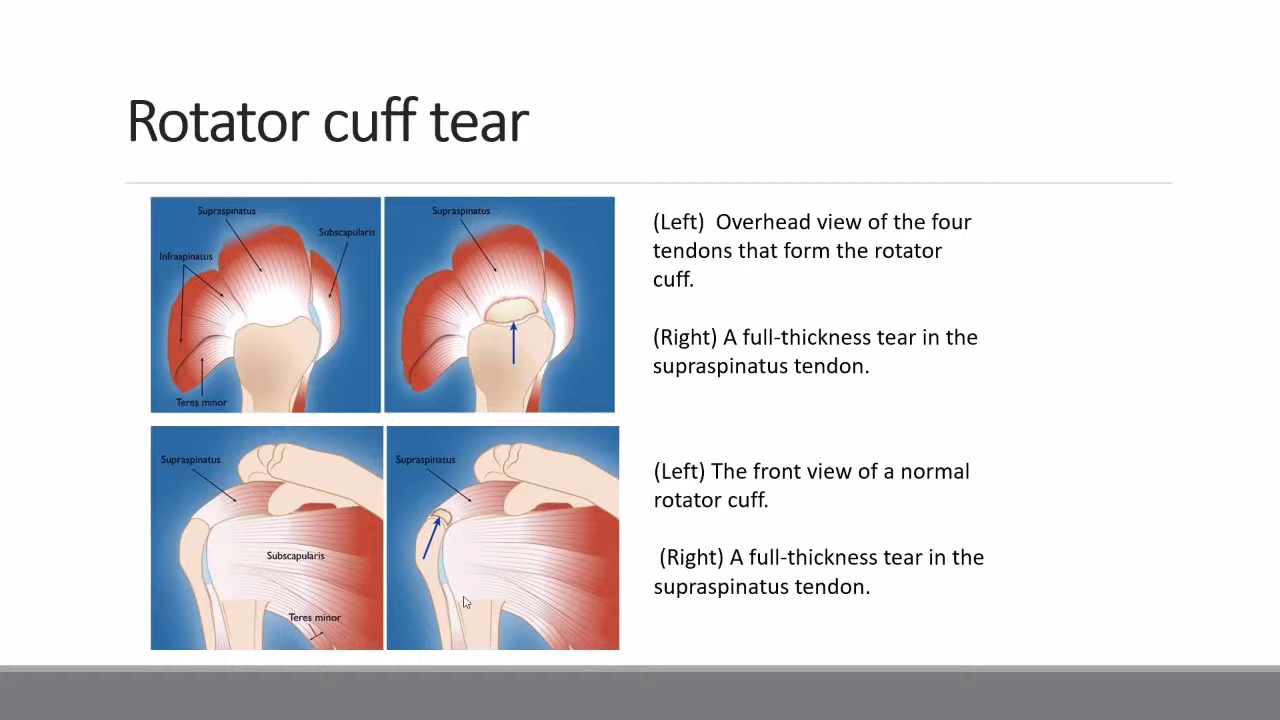 Rotator cuff tear
Supraspinatus
Subscapularis
Infraspinatus
Teres minor
Supraspinatus
(Left) Overhead view of the four
tendons that form the rotator
cuff.
(Right) A full-thickness tear in the
supraspinatus tendon.
Supraspinatus
Subscapularis
Teres minor
Supraspinatus
(Left) The front view of a normal
rotator cuff.
(Right) A full-thickness tear in the
supraspinatus tendon.